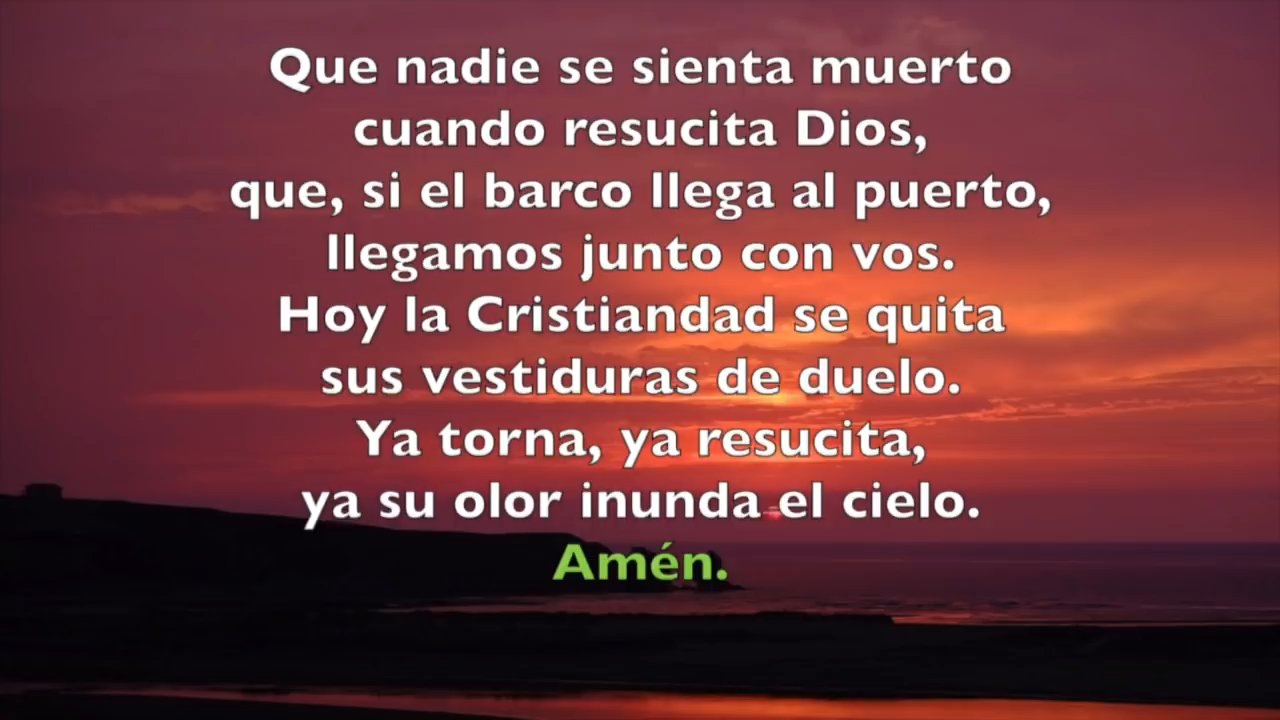 Que nadie se sienta muerto
cuando resucita Dios,
que, si el barco llega al puerto,
llegamos junto con vos.
Hoy la Cristiandad se quita
sus vestiduras de duelo.
Ya torna, ya resucita,
ya su olor inunda el cielo.
Amén.